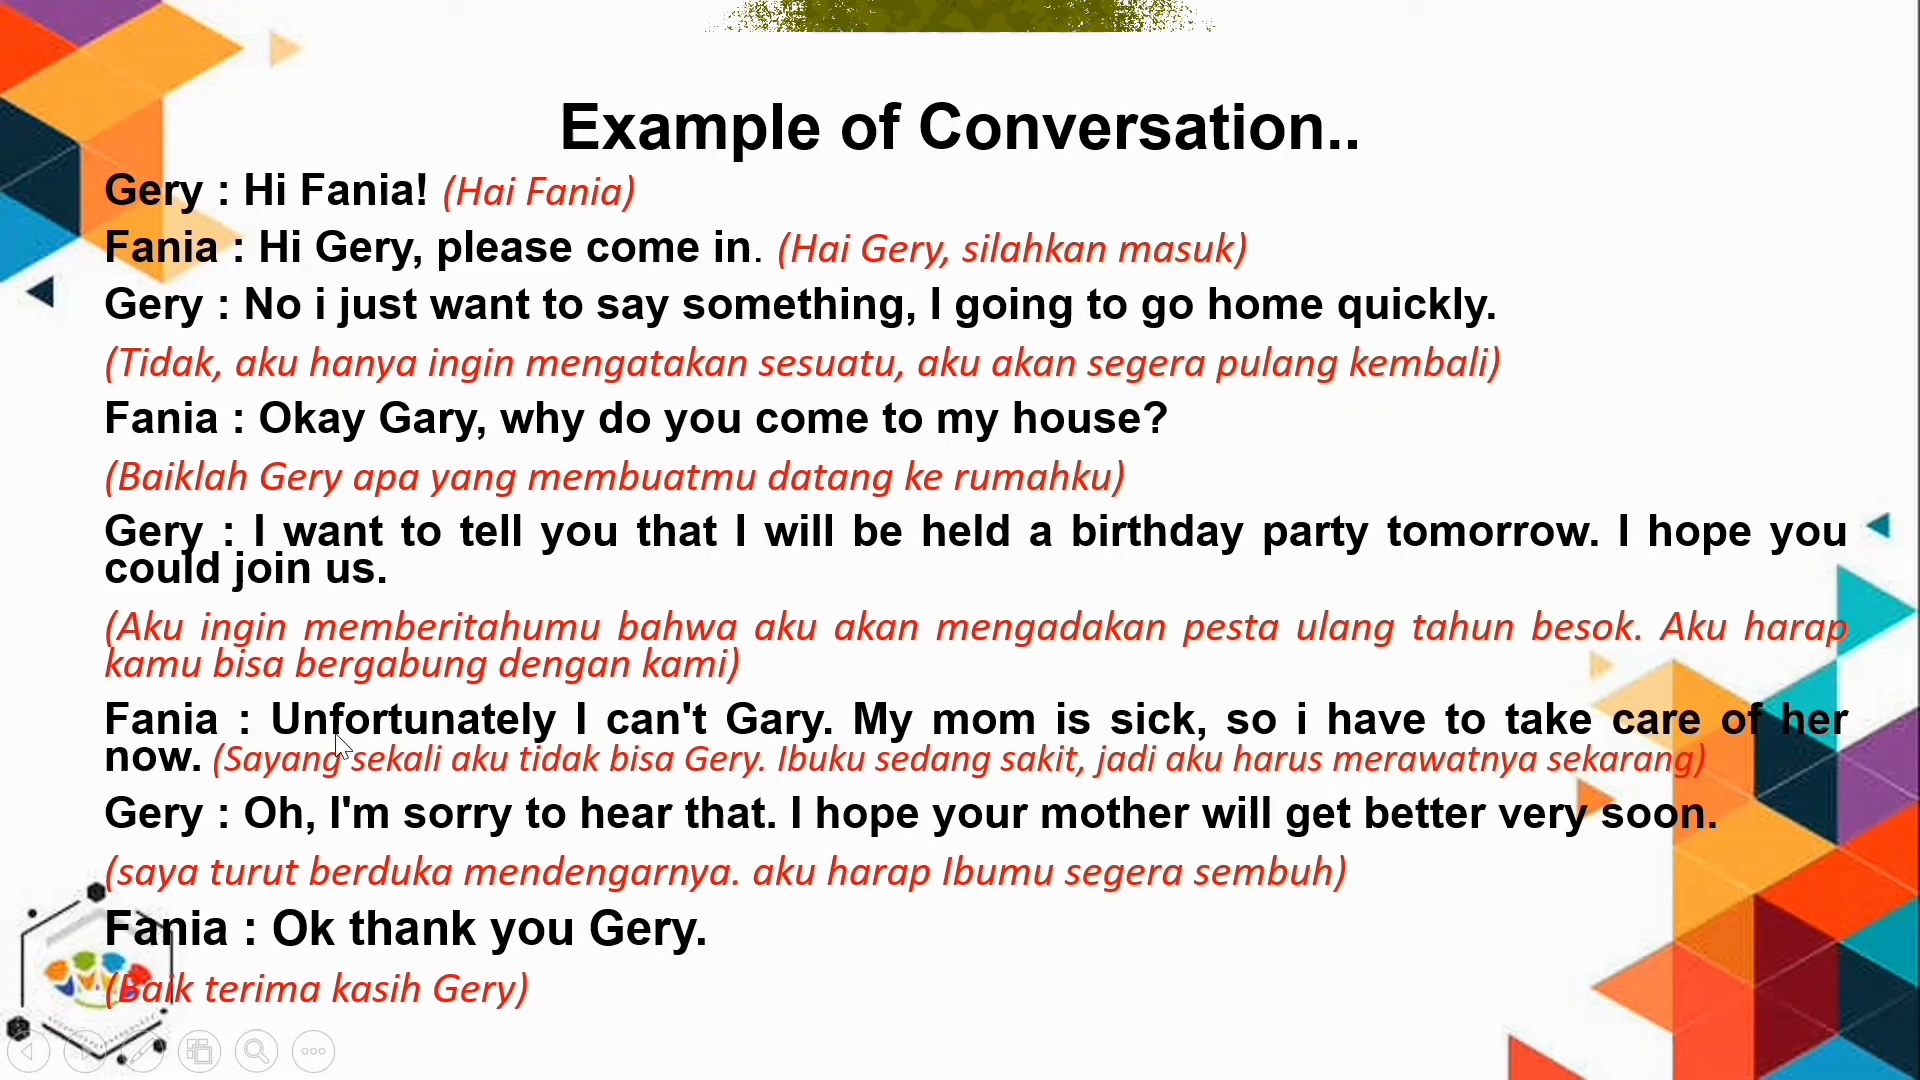 Example of Conversation..
Gery : Hi Fania! (Hai Fania)
Fania : Hi Gery, please come in. (Hai Gery, silahkan masuk)
Gery : No i just want to say something, I going to go home quickly.
(Tidak, aku hanya ingin mengatakan sesuatu, aku akan segera pulang kembali)
Fania : Okay Gary, why do you come to my house?
(Baiklah Gery apa yang membuatmu datang ke rumahku)
Gery : I want to tell you that I will be held a birthday party tomorrow. I hope you
could join us.
(Aku ingin memberitahumu bahwa aku akan mengadakan pesta ulang tahun besok. Aku harap
kamu bisa bergabung dengan kami)
Fania : Unfortunately I can't Gary. My mom is sick, so i have to take care of her
now. (Sayang sekali aku tidak bisa Gery. Ibuku sedang sakit, jadi aku harus merawatnya sekarang)
Gery : Oh, I'm sorry to hear that. I hope your mother will get better very soon.
(saya turut berduka mendengarnya. aku harap Ibumu segera sembuh)
Fania : Ok thank you Gery.
(Baik terima kasih Gery)